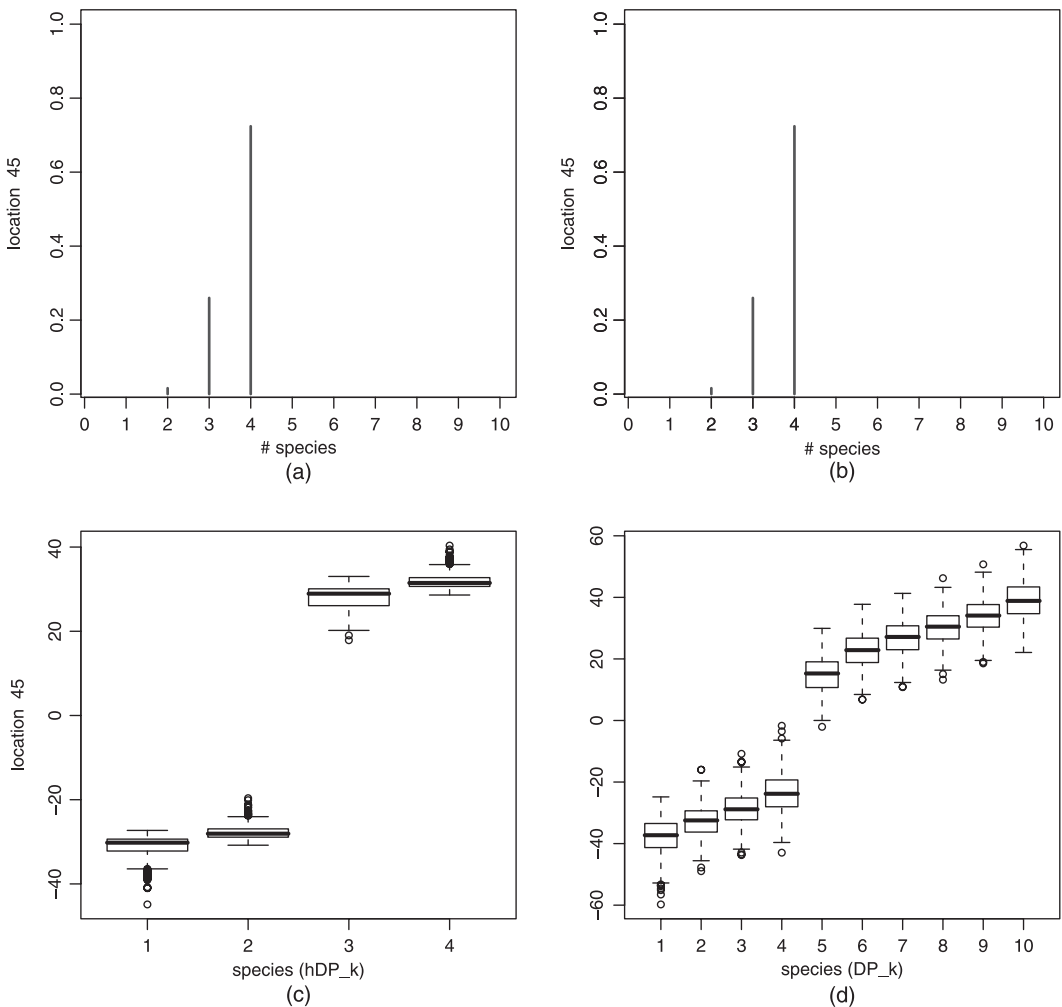 1.0
0.8
0.6
0.4
0.2
0.0
location 45
0 1 2 3 4 5 6 7 8 9 10
# species
(a)
1.0
0.8
0.6
0.4
0.2
0.0
location 45
0 1 2 3 4 5 6 7 8 9 10
# species
(b)
40
20
0
−20
−40
location 45
1 2 3 4
species (hDP_k)
(c)
60
40
20
0
−20
−40
−60
1 2 3 4 5 6 7 8 9 10
species (DP_k)
(d)